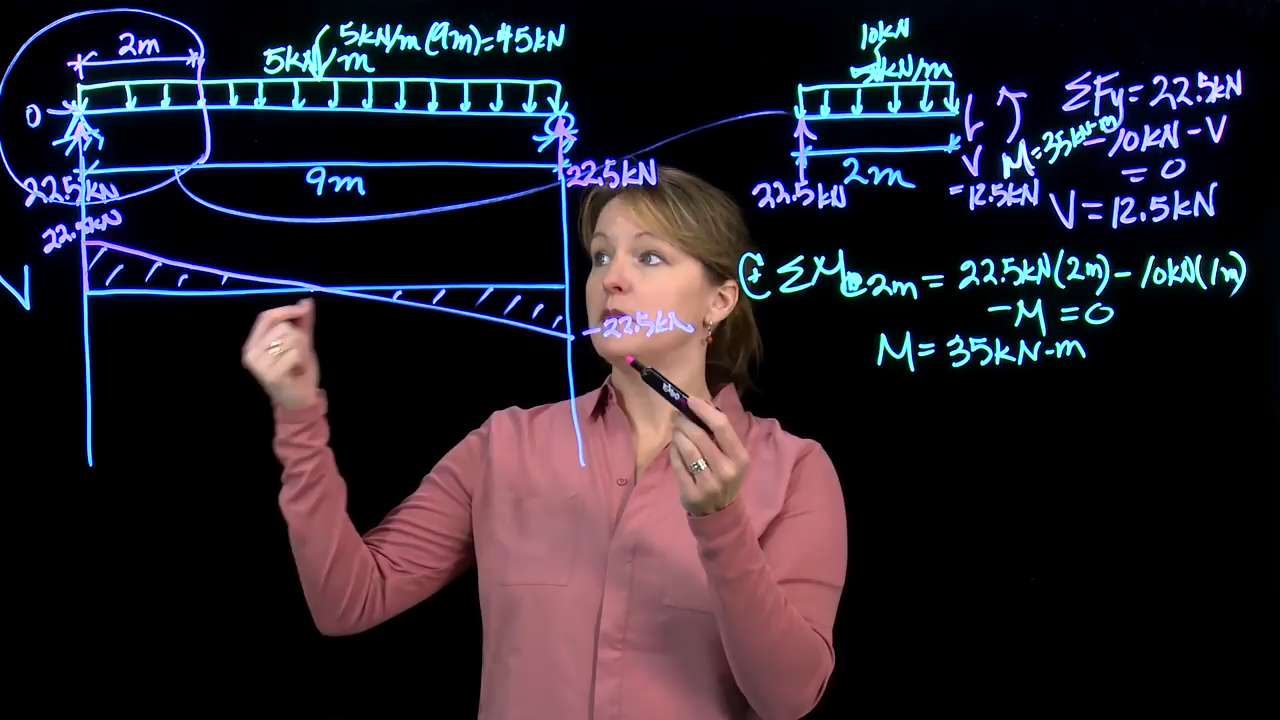 2m
5kN/m(9m)=45kN
5kN/m
0
9m
22.5kN
22.5kN
22.5kN
V
-22.5kN
10kN
5kN/m
2m
22.5kN
V
=12.5kN
M=35kN-m
ΣFy=22.5kN
-10kN-V
=0
V=12.5kN
+ ΣM@2m = 22.5kN(2m) - 10kN(1m)
-M=0
M=35kN-m